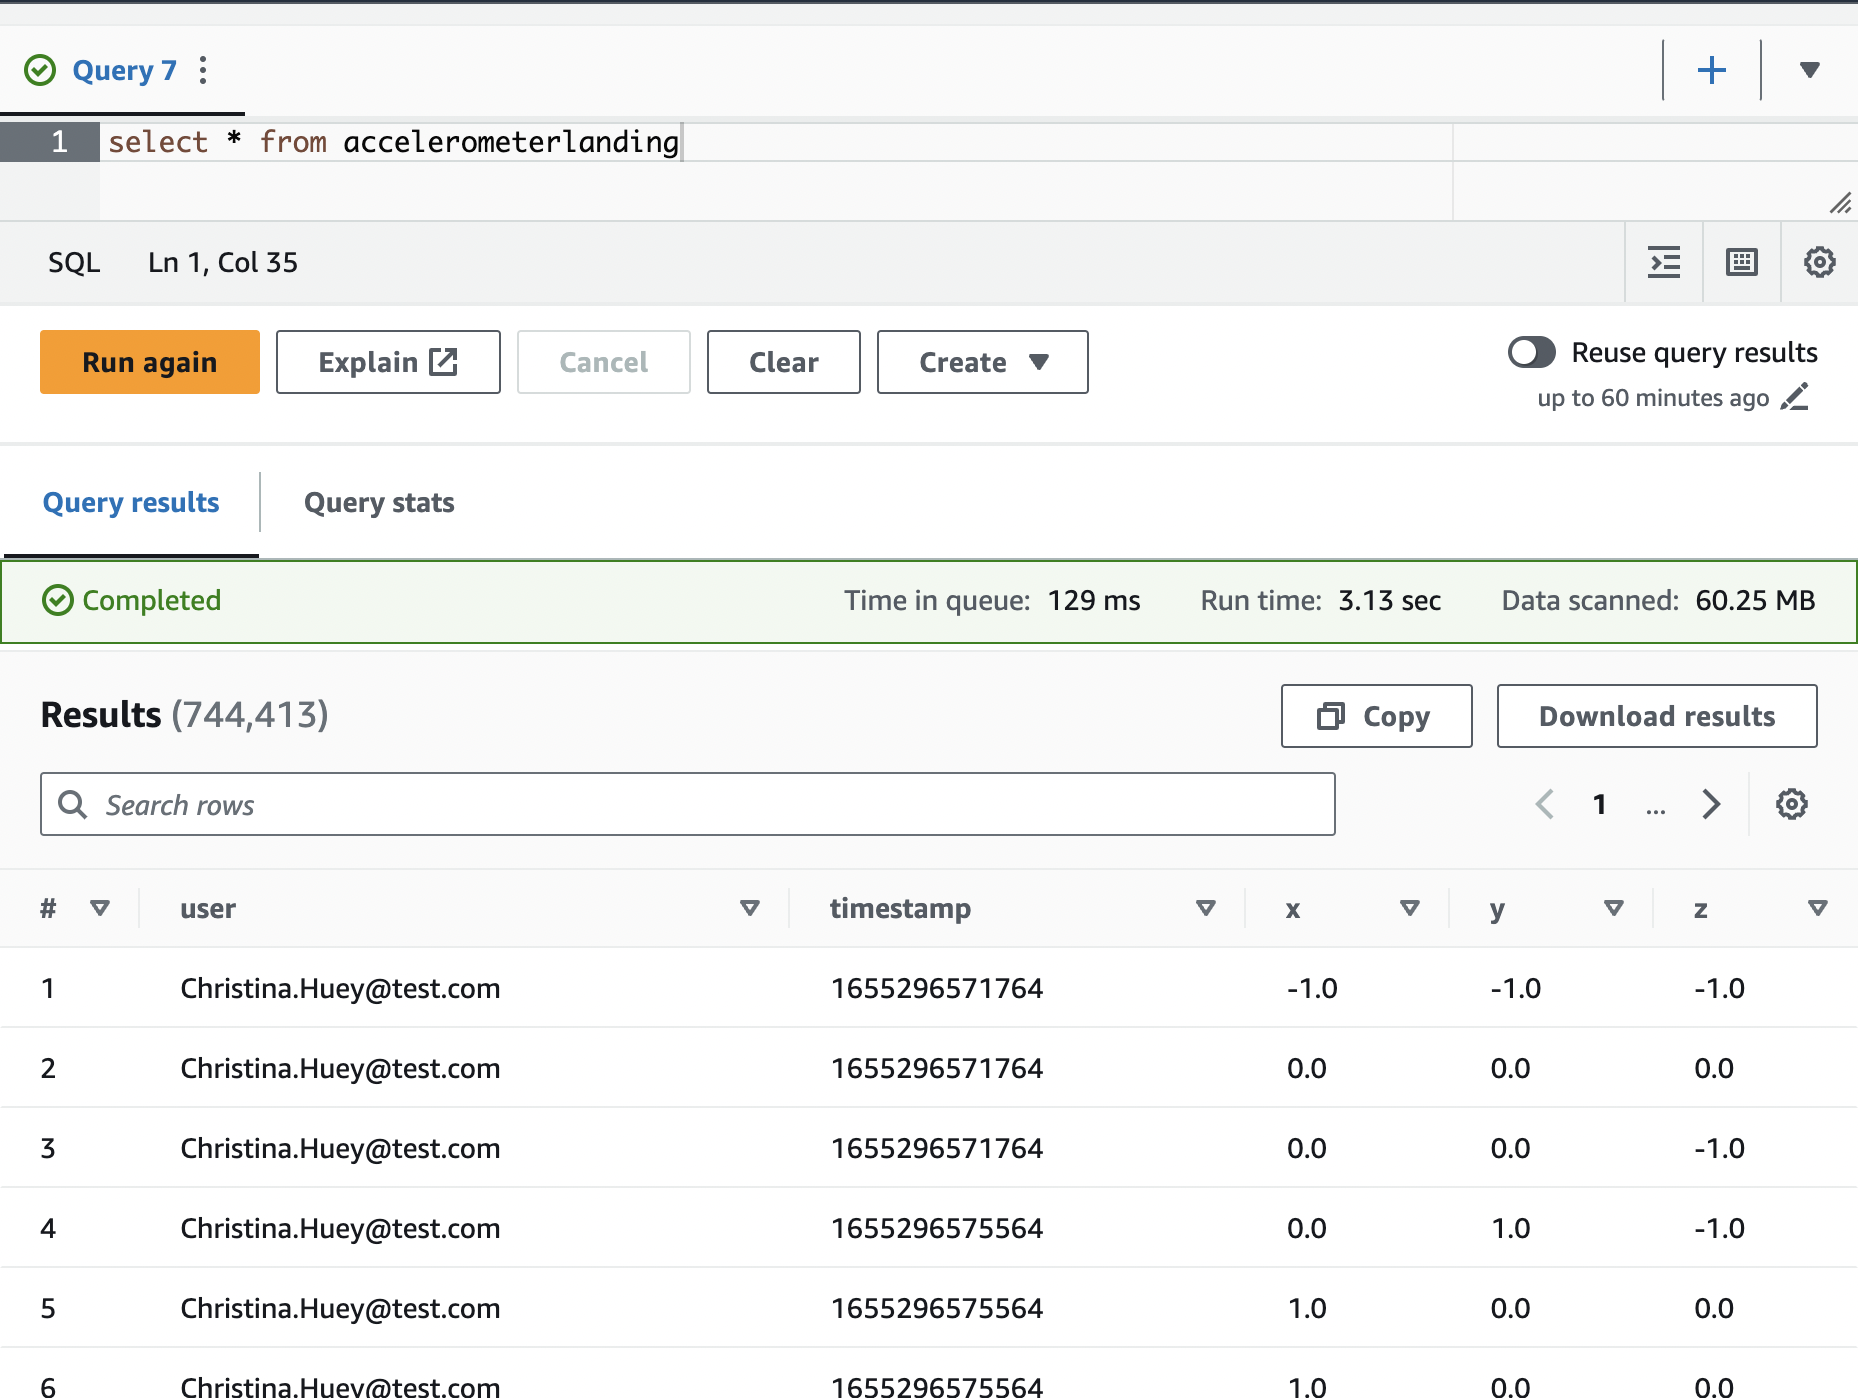 Query 7
1 select * from accelerometerlanding
SQL Ln 1, Col 35
Run again Explain Cancel Clear Create Reuse query results
up to 60 minutes ago
Query results Query stats
Completed Time in queue: 129 ms Run time: 3.13 sec Data scanned: 60.25 MB
Results (744,413) Copy Download results
Search rows 1 ...
# user timestamp x y z
1 Christina.Huey@test.com 1655296571764 -1.0 -1.0 -1.0
2 Christina.Huey@test.com 1655296571764 0.0 0.0 0.0
3 Christina.Huey@test.com 1655296571764 0.0 0.0 -1.0
4 Christina.Huey@test.com 1655296575564 0.0 1.0 -1.0
5 Christina.Huey@test.com 1655296575564 1.0 0.0 0.0
6 Christina.Huey@test.com 1655296575564 1.0 0.0 0.0